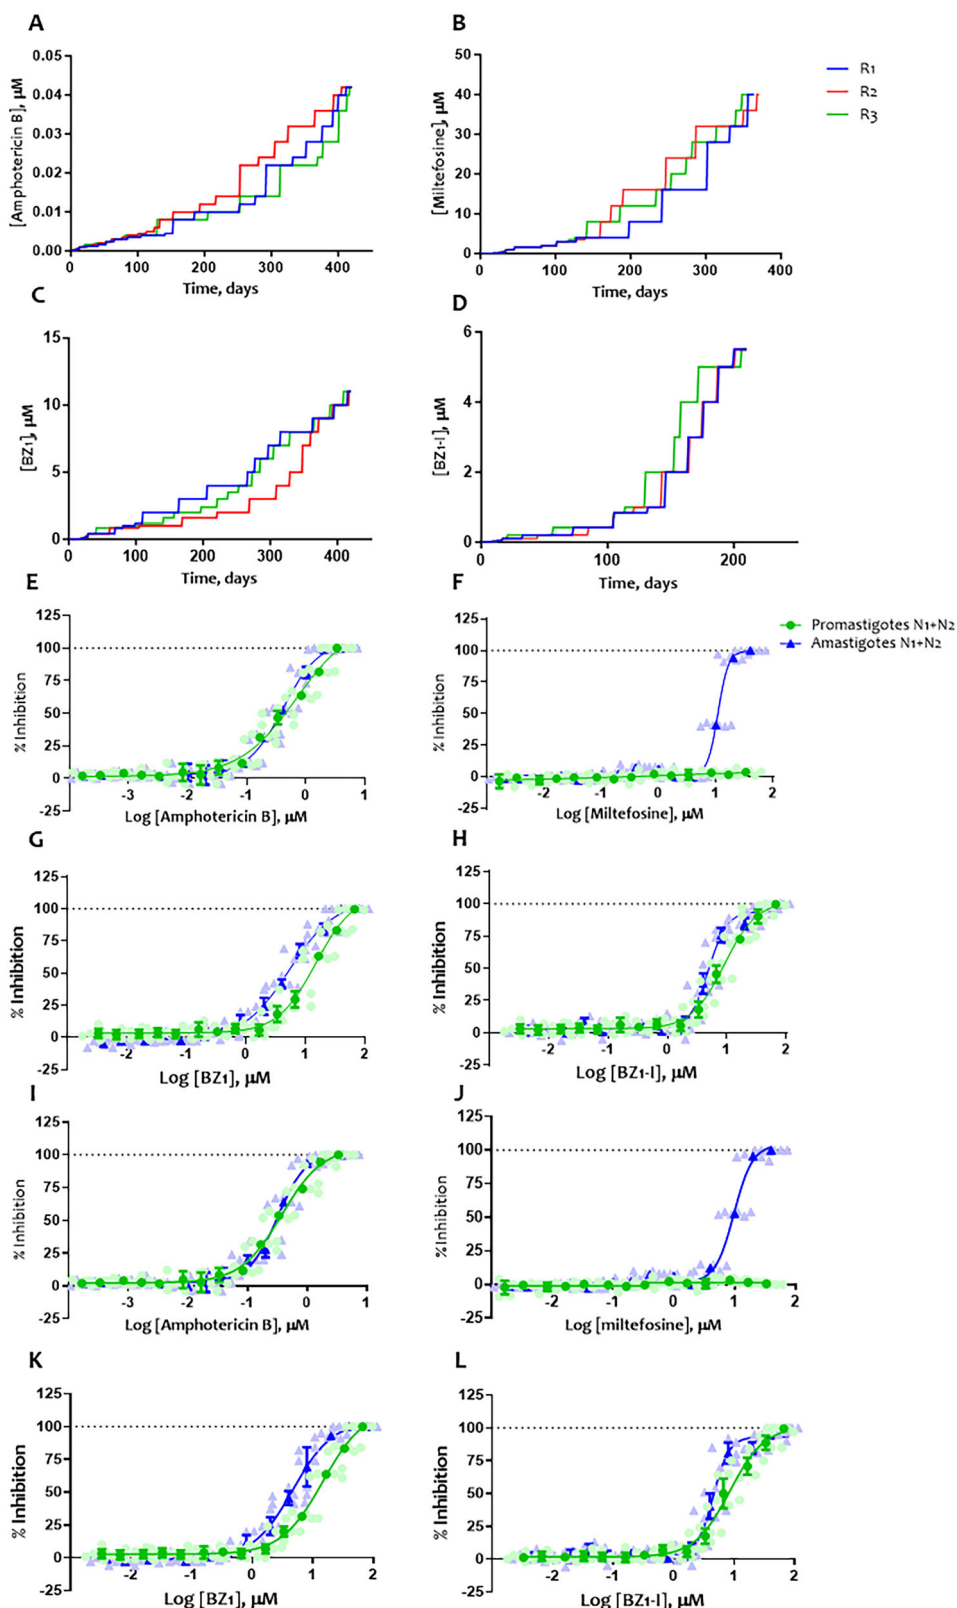 A
0.05
0.04
0.03
0.02
0.01
0.00
[Amphotericin B], µM
0 100 200 300 400
Time, days
B
50
40
30
20
10
0
[Miltefosine], µM
0 100 200 300 400
Time, days
R1
R2
R3
C
15
10
5
0
[BZ1], µM
0 100 200 300 400
Time, days
D
6
4
2
0
[BZ1-I], µM
0 100 200
Time, days
E
125
100
75
50
25
0
-25
% Inhibition
-3 -2 -1 0 1
Log [Amphotericin B], µM
F
125
100
75
50
25
0
-25
% Inhibition
-2 -1 0 1 2
Log [Miltefosine], µM
Promastigotes N1+N2
Amastigotes N1+N2
G
125
100
75
50
25
0
-25
% Inhibition
-2 -1 0 1 2
Log [BZ1], µM
H
125
100
75
50
25
0
-25
% Inhibition
-2 -1 0 1 2
Log [BZ1-I], µM
I
125
100
75
50
25
0
-25
% Inhibition
-3 -2 -1 0 1
Log [Amphotericin B], µM
J
125
100
75
50
25
0
-25
% Inhibition
-2 -1 0 1 2
Log [miltefosine], µM
K
125
100
75
50
25
0
-25
% Inhibition
-2 -1 0 1 2
Log [BZ1], µM
L
125
100
75
50
25
0
-25
% Inhibition
-2 -1 0 1 2
Log [BZ1-I], µM